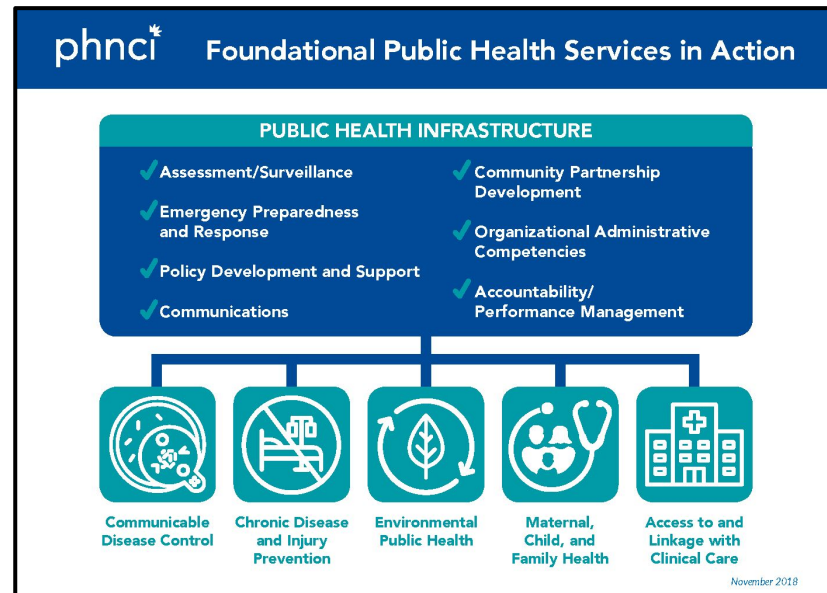 phnci
Foundational Public Health Services in Action
PUBLIC HEALTH INFRASTRUCTURE
Assessment/Surveillance
Emergency Preparedness
and Response
Policy Development and Support
Communications
Community Partnership
Development
Organizational Administrative
Competencies
Accountability/
Performance Management
Communicable
Disease Control
Chronic Disease
and Injury
Prevention
Environmental
Public Health
Maternal,
Child, and
Family Health
Access to and
Linkage with
Clinical Care
November 2018